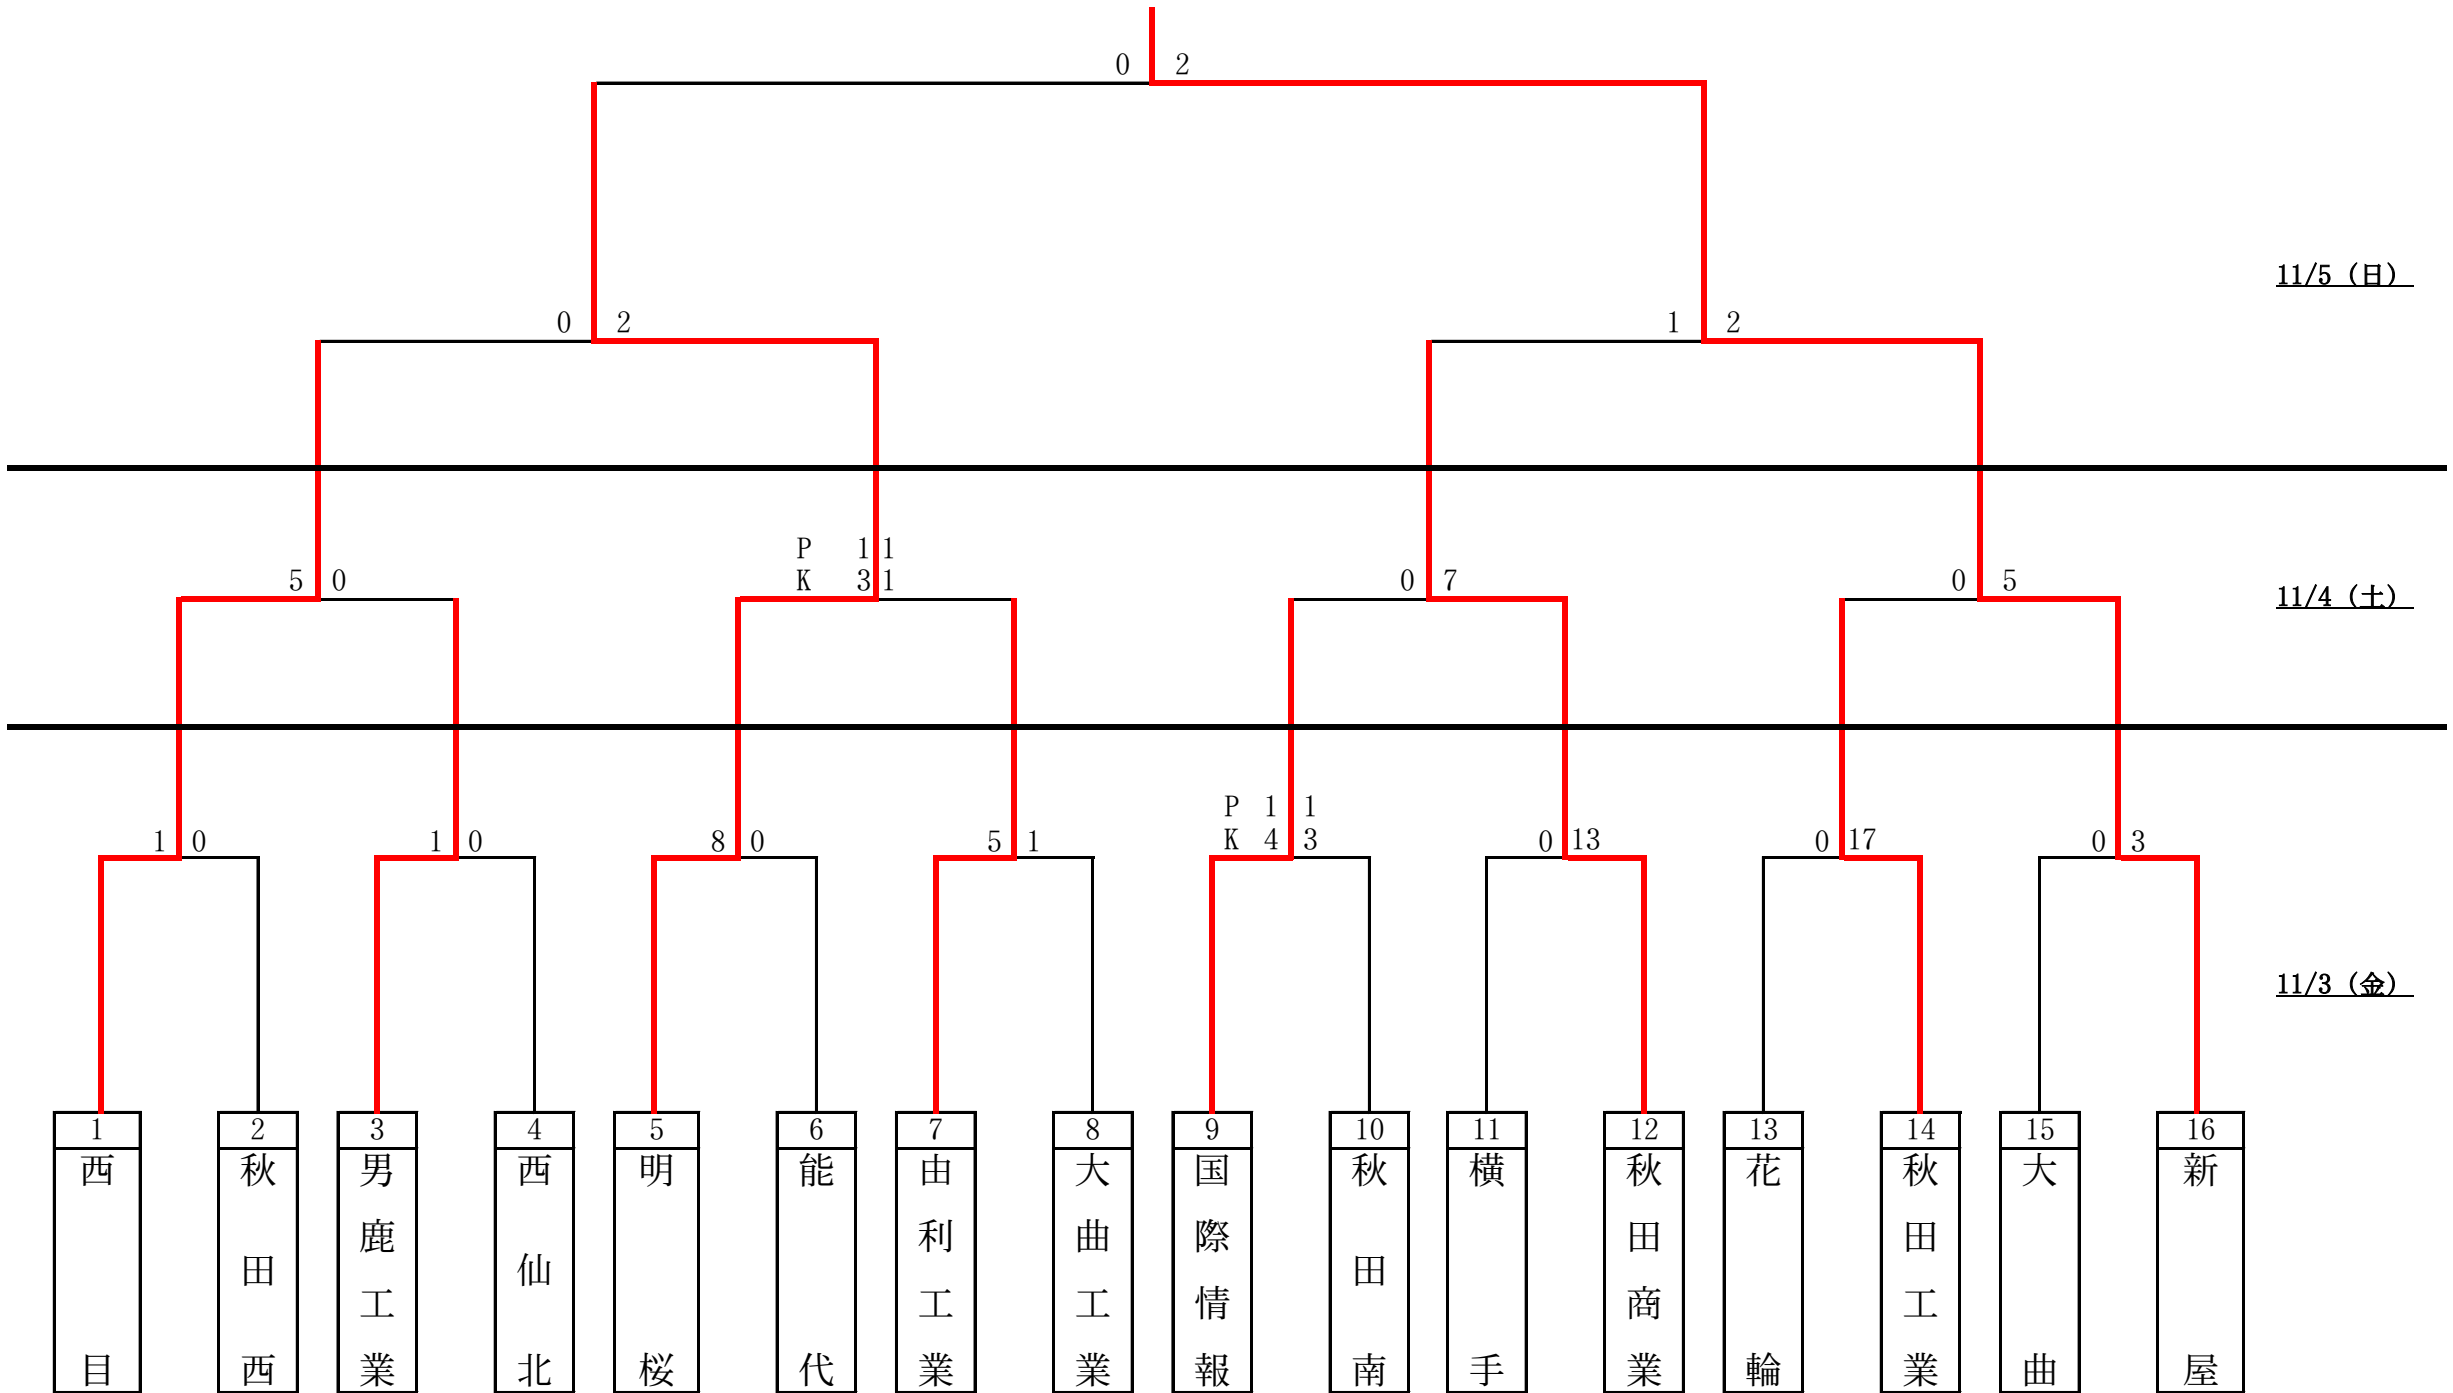 0 2
11/5（日）
0 2
1 2
P 1 1
K 3 1
5 0
0 7
0 5
11/4（土）
P 1 1
K 4 3
1 0
1 0
8 0
5 1
0 13
0 17
0 3
11/3（金）
1 2 3 4 5 6 7 8 9 10 11 12 13 14 15 16
西目
秋田西
男鹿工業
西仙北
明桜
能代
由利工業
大曲工業
国際情報
秋田南
横手
秋田商業
花輪
秋田工業
大曲
新屋